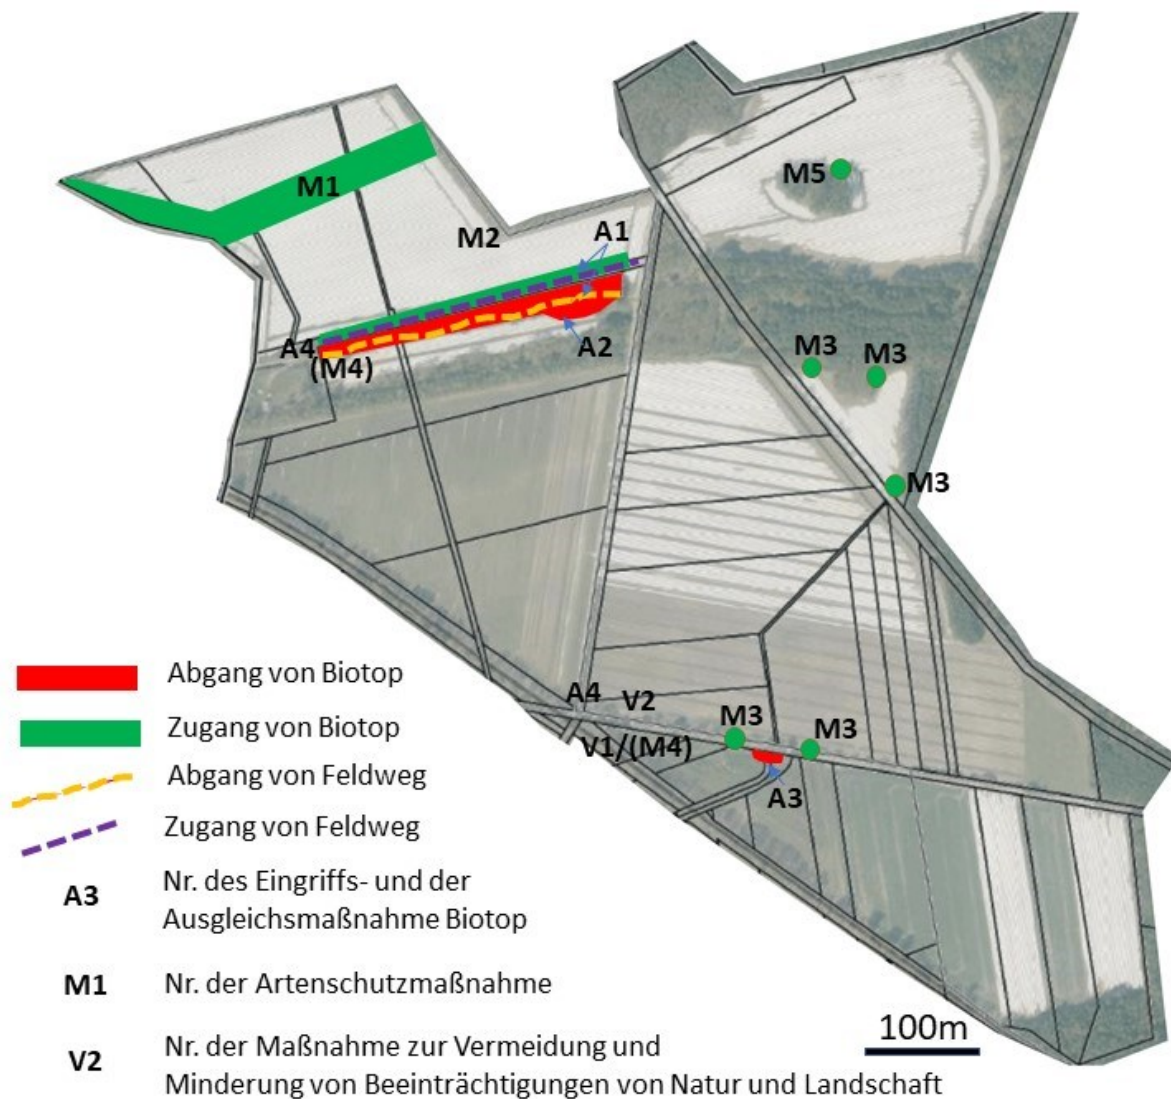 M1
M2
A1
M5
A4
(M4)
A2
M3
M3
M3
A4
V2
V1/(M4)
M3
M3
A3
Abgang von Biotop
Zugang von Biotop
Abgang von Feldweg
Zugang von Feldweg
A3
Nr. des Eingriffs- und der
Ausgleichsmaßnahme Biotop
M1
Nr. der Artenschutzmaßnahme
V2
Nr. der Maßnahme zur Vermeidung und
Minderung von Beeinträchtigungen von Natur und Landschaft
100m